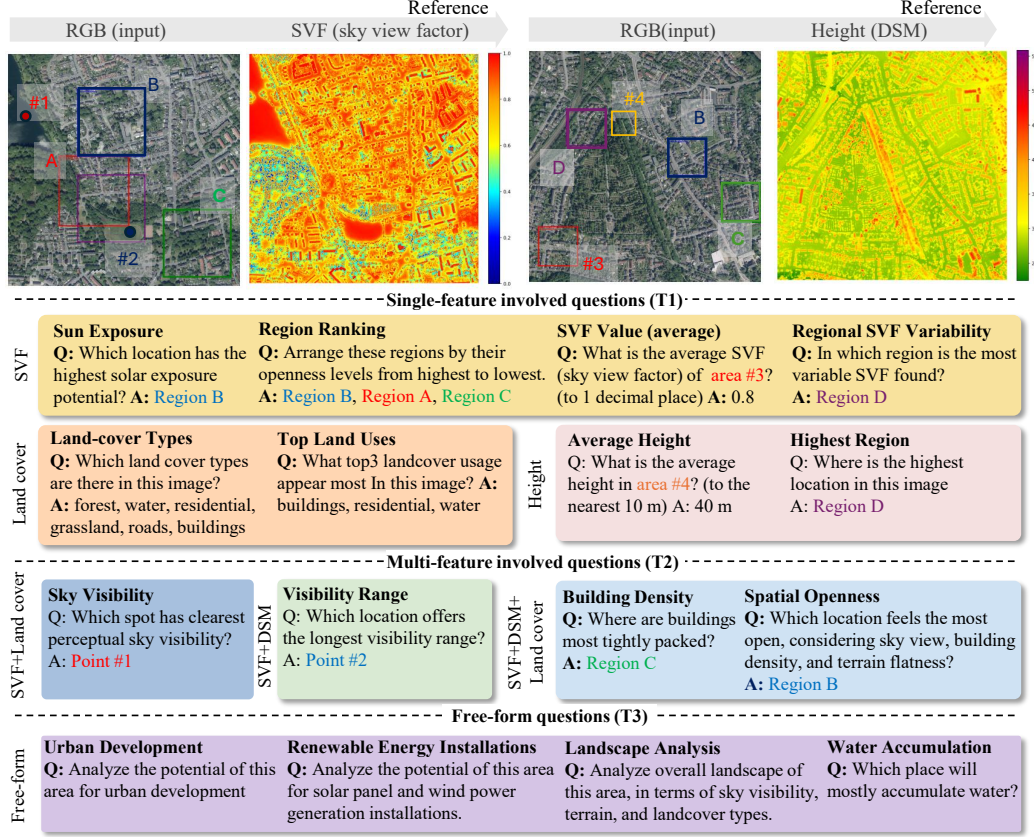 Reference
Reference
RGB (input)
SVF (sky view factor)
RGB(input)
Height (DSM)
#1
B
A
C
#2
1.0
0.8
0.6
0.4
0.2
0.0
#4
B
D
C
#3
Single-feature involved questions (T1)
SVF
Sun Exposure
Q: Which location has the
highest solar exposure
potential? A: Region B
Region Ranking
Q: Arrange these regions by their
openness levels from highest to lowest.
A: Region B, Region A, Region C
SVF Value (average)
Q: What is the average SVF
(sky view factor) of area #3?
(to 1 decimal place) A: 0.8
Regional SVF Variability
Q: In which region is the most
variable SVF found?
A: Region D
Land cover
Land-cover Types
Q: Which land cover types
are there in this image?
A: forest, water, residential,
grassland, roads, buildings
Top Land Uses
Q: What top3 landcover usage
appear most In this image? A:
buildings, residential, water
Height
Average Height
Q: What is the average
height in area #4? (to the
nearest 10 m) A: 40 m
Highest Region
Q: Where is the highest
location in this image
A: Region D
Multi-feature involved questions (T2)
SVF+Land cover
Sky Visibility
Q: Which spot has clearest
perceptual sky visibility?
A: Point #1
SVF+DSM
Visibility Range
Q: Which location offers
the longest visibility range?
A: Point #2
SVF+DSM+
Land cover
Building Density
Q: Where are buildings
most tightly packed?
A: Region C
Spatial Openness
Q: Which location feels the most
open, considering sky view, building
density, and terrain flatness?
A: Region B
Free-form questions (T3)
Free-form
Urban Development
Q: Analyze the potential of this
area for urban development
Renewable Energy Installations
Q: Analyze the potential of this area
for solar panel and wind power
generation installations.
Landscape Analysis
Q: Analyze overall landscape of
this area, in terms of sky visibility,
terrain, and landcover types.
Water Accumulation
Q: Which place will
mostly accumulate water?